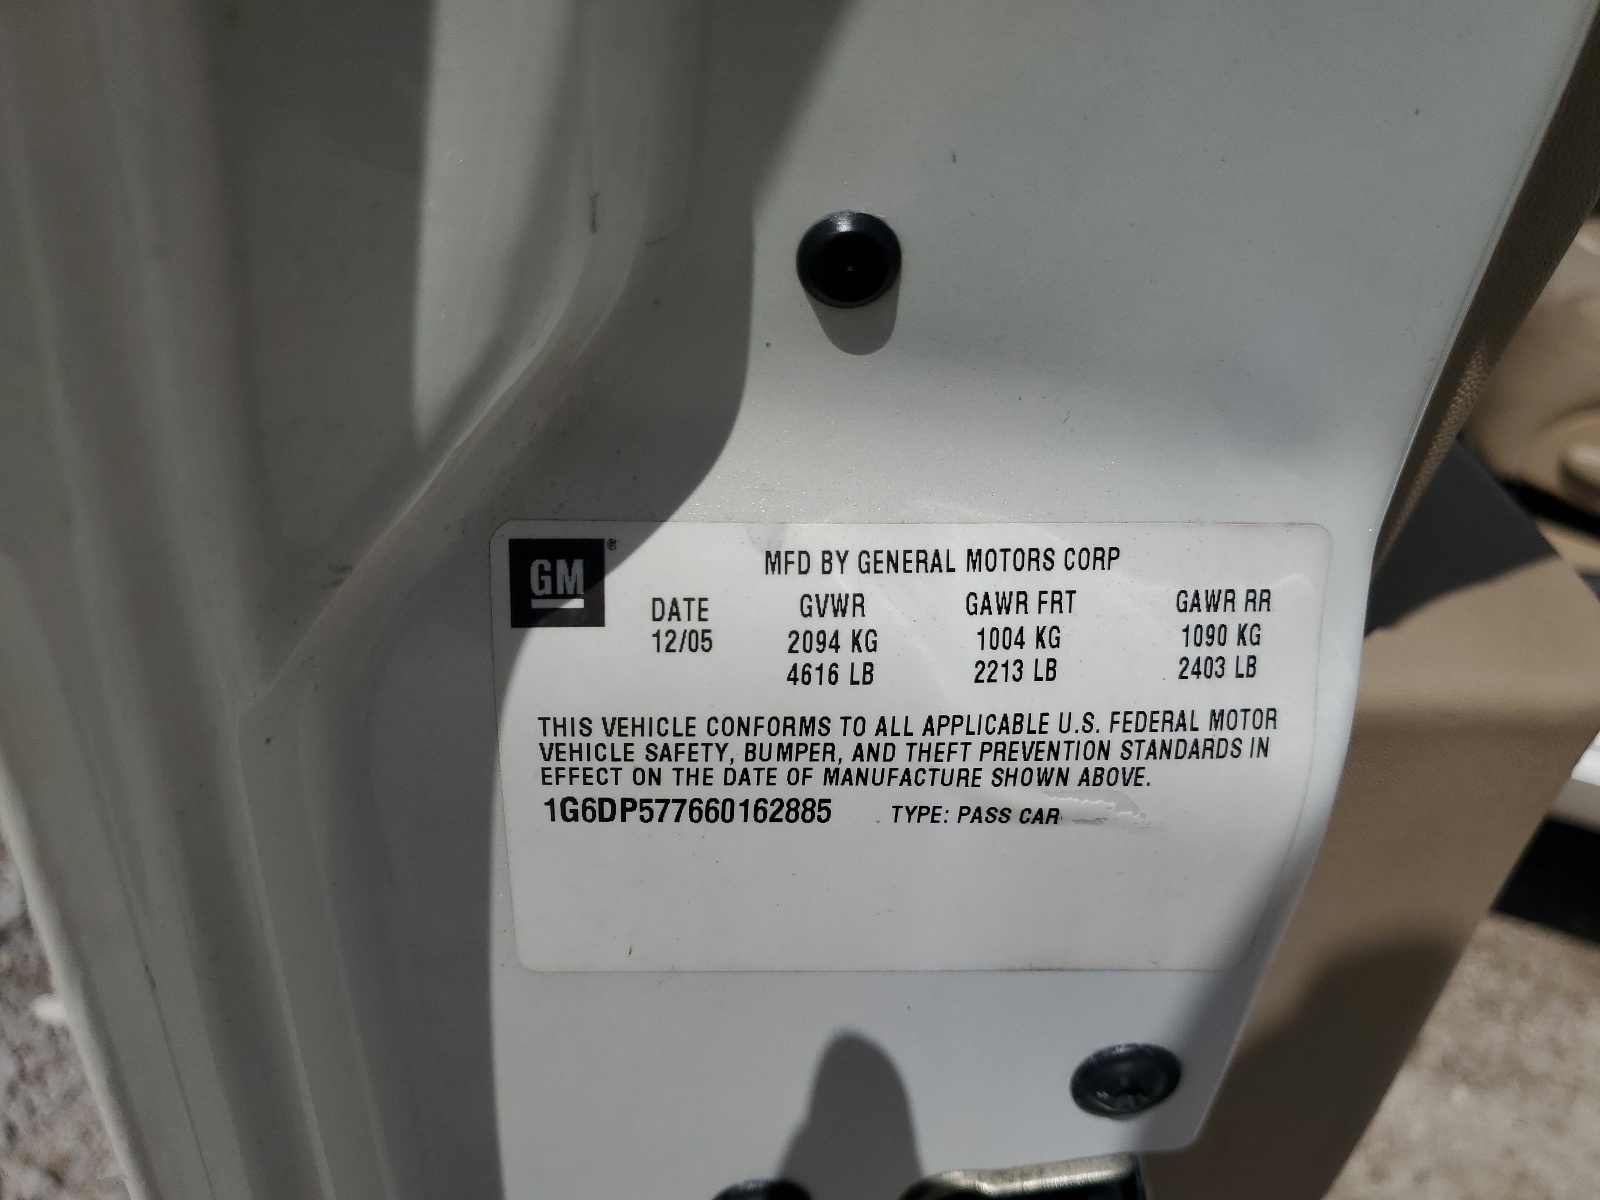 GM®
MFD BY GENERAL MOTORS CORP
DATE GVWR GAWR FRT GAWR RR
12/05 2094 KG 1004 KG 1090 KG
4616 LB 2213 LB 2403 LB
THIS VEHICLE CONFORMS TO ALL APPLICABLE U.S. FEDERAL MOTOR
VEHICLE SAFETY, BUMPER, AND THEFT PREVENTION STANDARDS IN
EFFECT ON THE DATE OF MANUFACTURE SHOWN ABOVE.
1G6DP577660162885 TYPE: PASS CAR